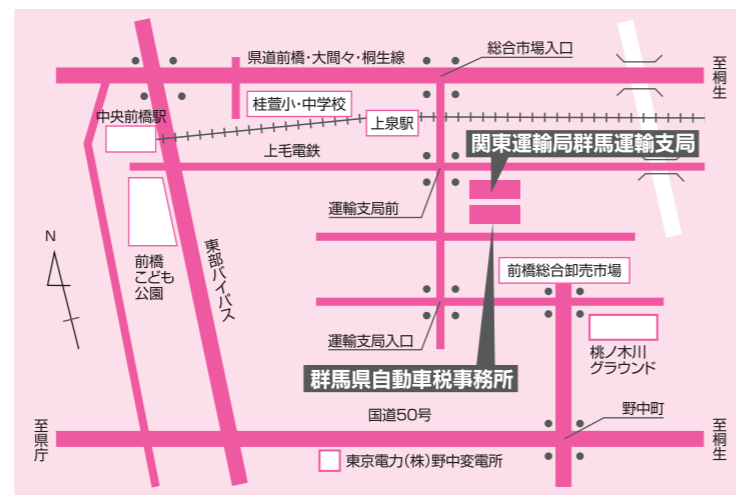 県道前橋・大間々・桐生線
総合市場入口
至桐生
中央前橋駅
桂萱小・中学校
上泉駅
関東運輸局群馬運輸支局
上毛電鉄
運輸支局前
N
前橋
こども
公園
東部バイパス
前橋総合卸売市場
運輸支局入口
桃ノ木川
グラウンド
群馬県自動車税事務所
至県庁
国道50号
野中町
至桐生
東京電力(株)野中変電所